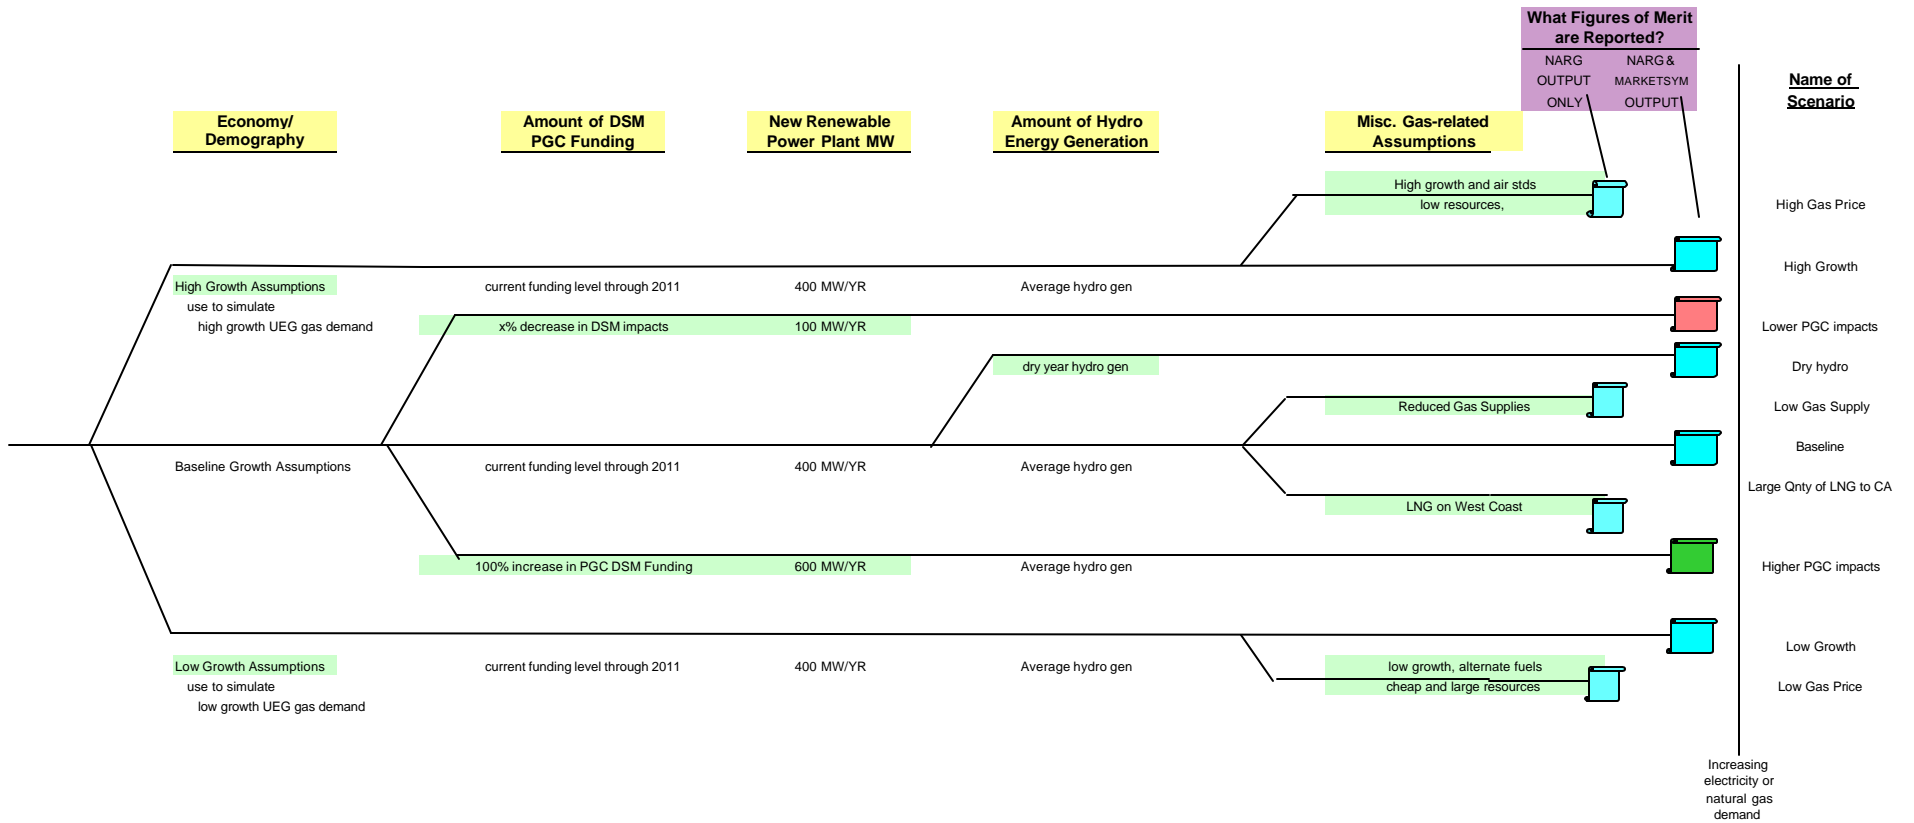 What Figures of Merit
are Reported?
NARG NARG &
OUTPUT MARKETSYM
ONLY OUTPUT
Name of
Scenario
Economy/
Demography
Amount of DSM
PGC Funding
New Renewable
Power Plant MW
Amount of Hydro
Energy Generation
Misc. Gas-related
Assumptions
High growth and air stds
low resources,
High Gas Price
High Growth
High Growth Assumptions
use to simulate
high growth UEG gas demand
current funding level through 2011
400 MW/YR
Average hydro gen
x% decrease in DSM impacts
100 MW/YR
Lower PGC impacts
dry year hydro gen
Dry hydro
Reduced Gas Supplies
Low Gas Supply
Baseline
Baseline Growth Assumptions
current funding level through 2011
400 MW/YR
Average hydro gen
Large Qnty of LNG to CA
LNG on West Coast
100% increase in PGC DSM Funding
600 MW/YR
Average hydro gen
Higher PGC impacts
Low Growth
Low Growth Assumptions
use to simulate
low growth UEG gas demand
current funding level through 2011
400 MW/YR
Average hydro gen
low growth, alternate fuels
cheap and large resources
Low Gas Price
Increasing
electricity or
natural gas
demand